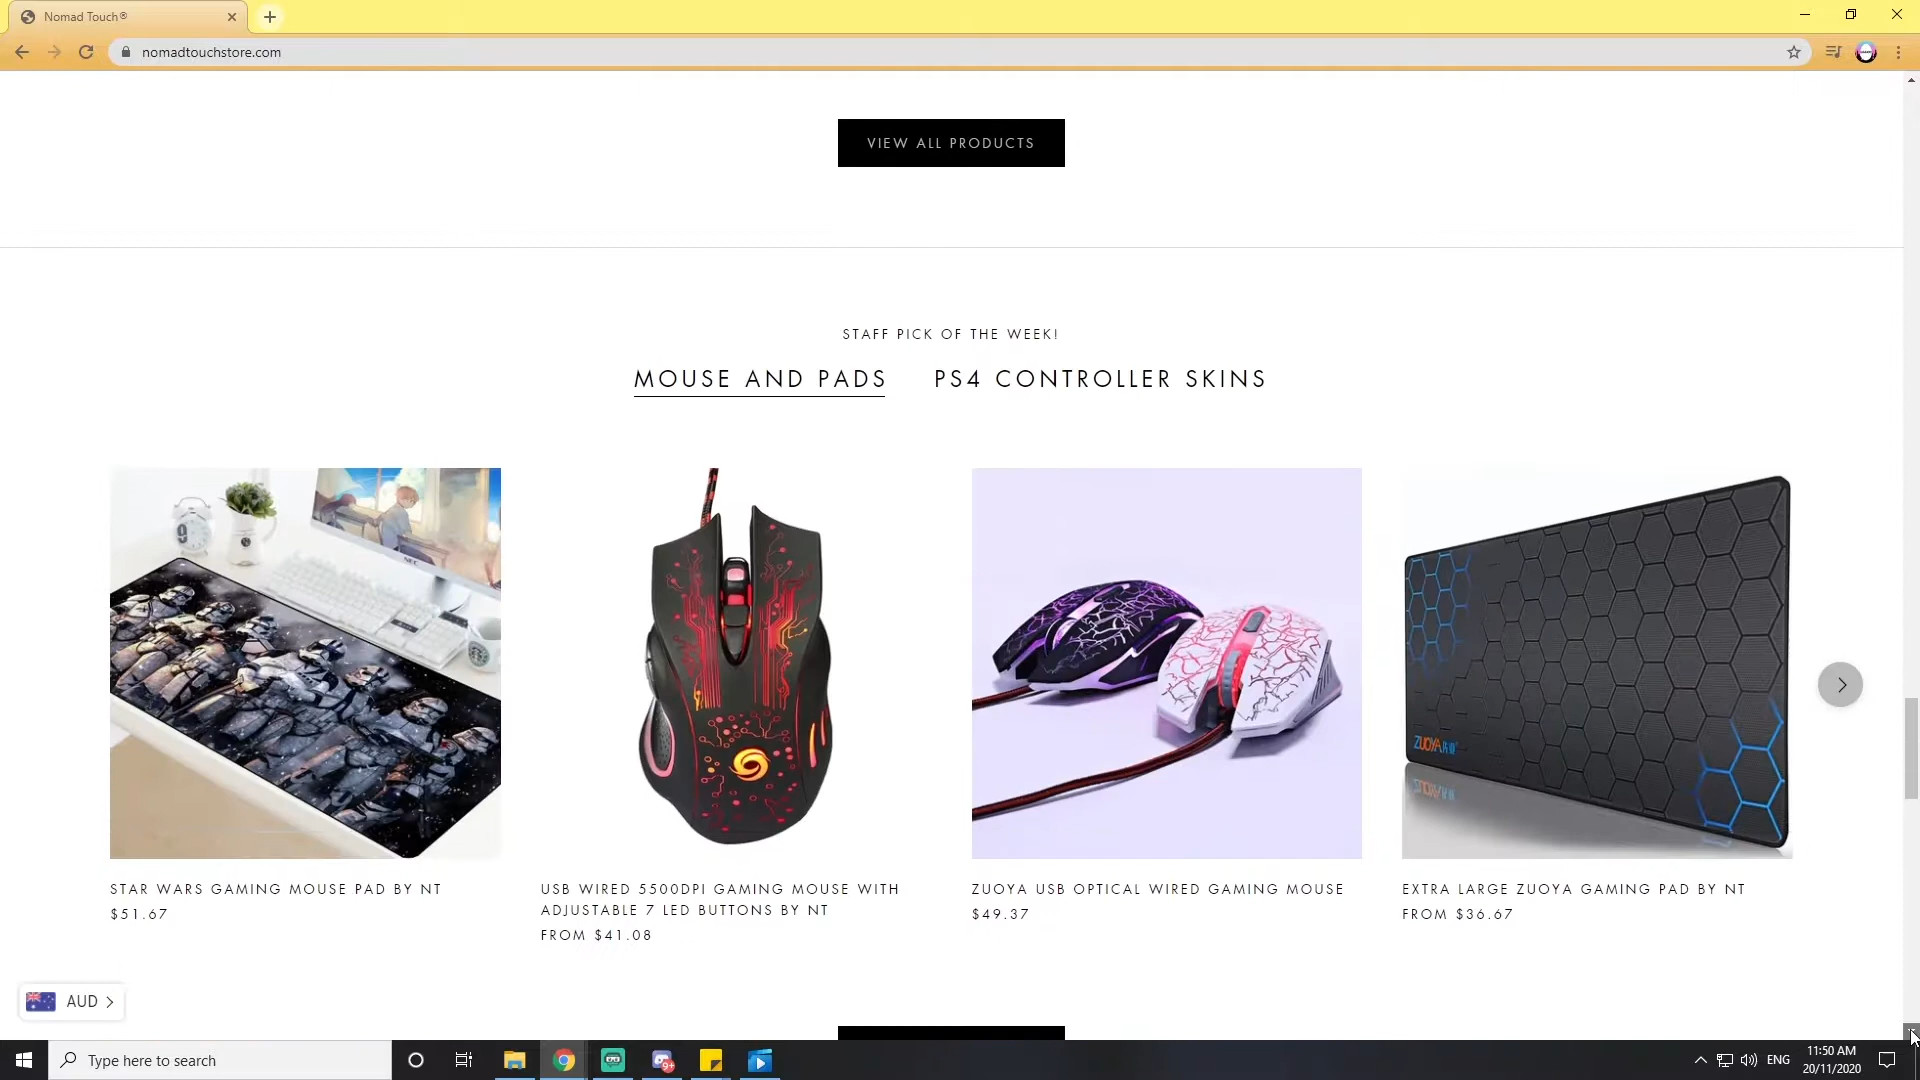 Nomad Touch®
nomadtouchstore.com
VIEW ALL PRODUCTS
STAFF PICK OF THE WEEK!
MOUSE AND PADS PS4 CONTROLLER SKINS
NEC
ZUOYA
STAR WARS GAMING MOUSE PAD BY NT
$51.67
USB WIRED 5500DPI GAMING MOUSE WITH
ADJUSTABLE 7 LED BUTTONS BY NT
FROM $41.08
ZUOYA USB OPTICAL WIRED GAMING MOUSE
$49.37
EXTRA LARGE ZUOYA GAMING PAD BY NT
FROM $36.67
AUD
Type here to search
9+
ENG
11:50 AM
20/11/2020